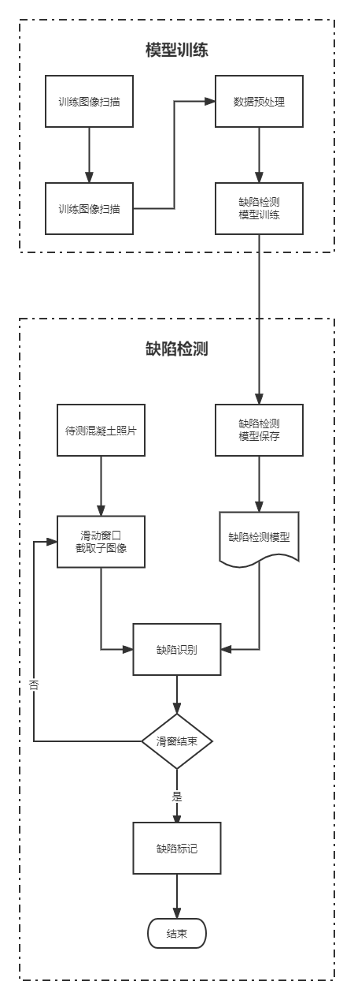 模型训练
训练图像扫描
训练图像扫描
数据预处理
缺陷检测
模型训练
缺陷检测
待测混凝土照片
滑动窗口
截取子图像
缺陷检测
模型保存
缺陷检测模型
缺陷识别
滑窗结束
否
是
缺陷标记
结束